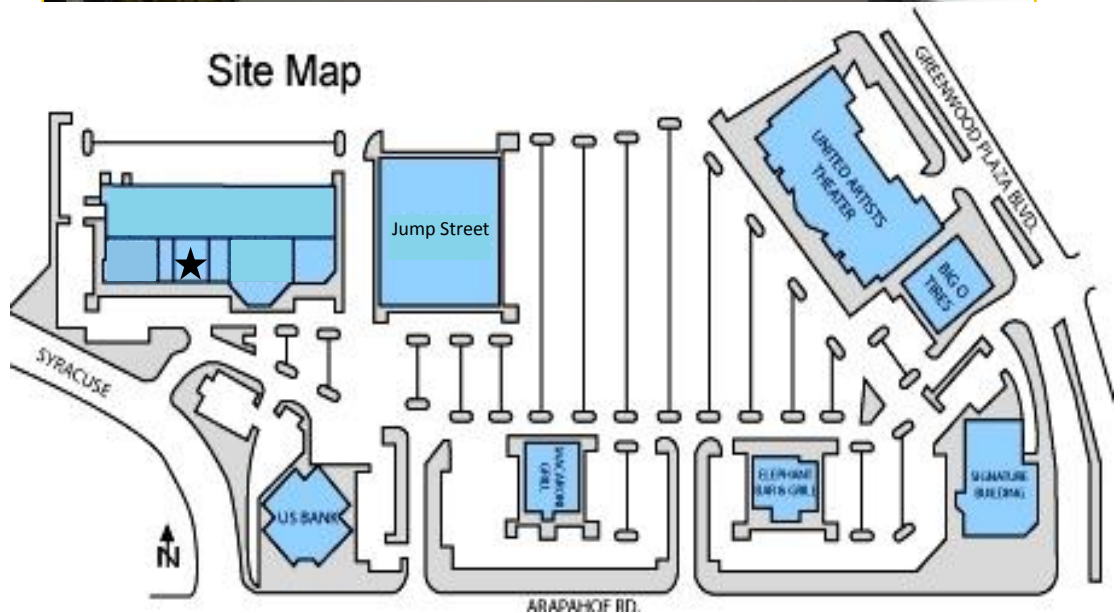 Site Map
GREENWOOD PLAZA BLVD.
UNITED ARTISTS
THEATER
Jump Street
BIG O
TIRES
SYRACUSE
GRILL
ELEPHANT
BAR & GRILL
SIGNATURE
BUILDING
US BANK
N
ARAPAHOE RD.